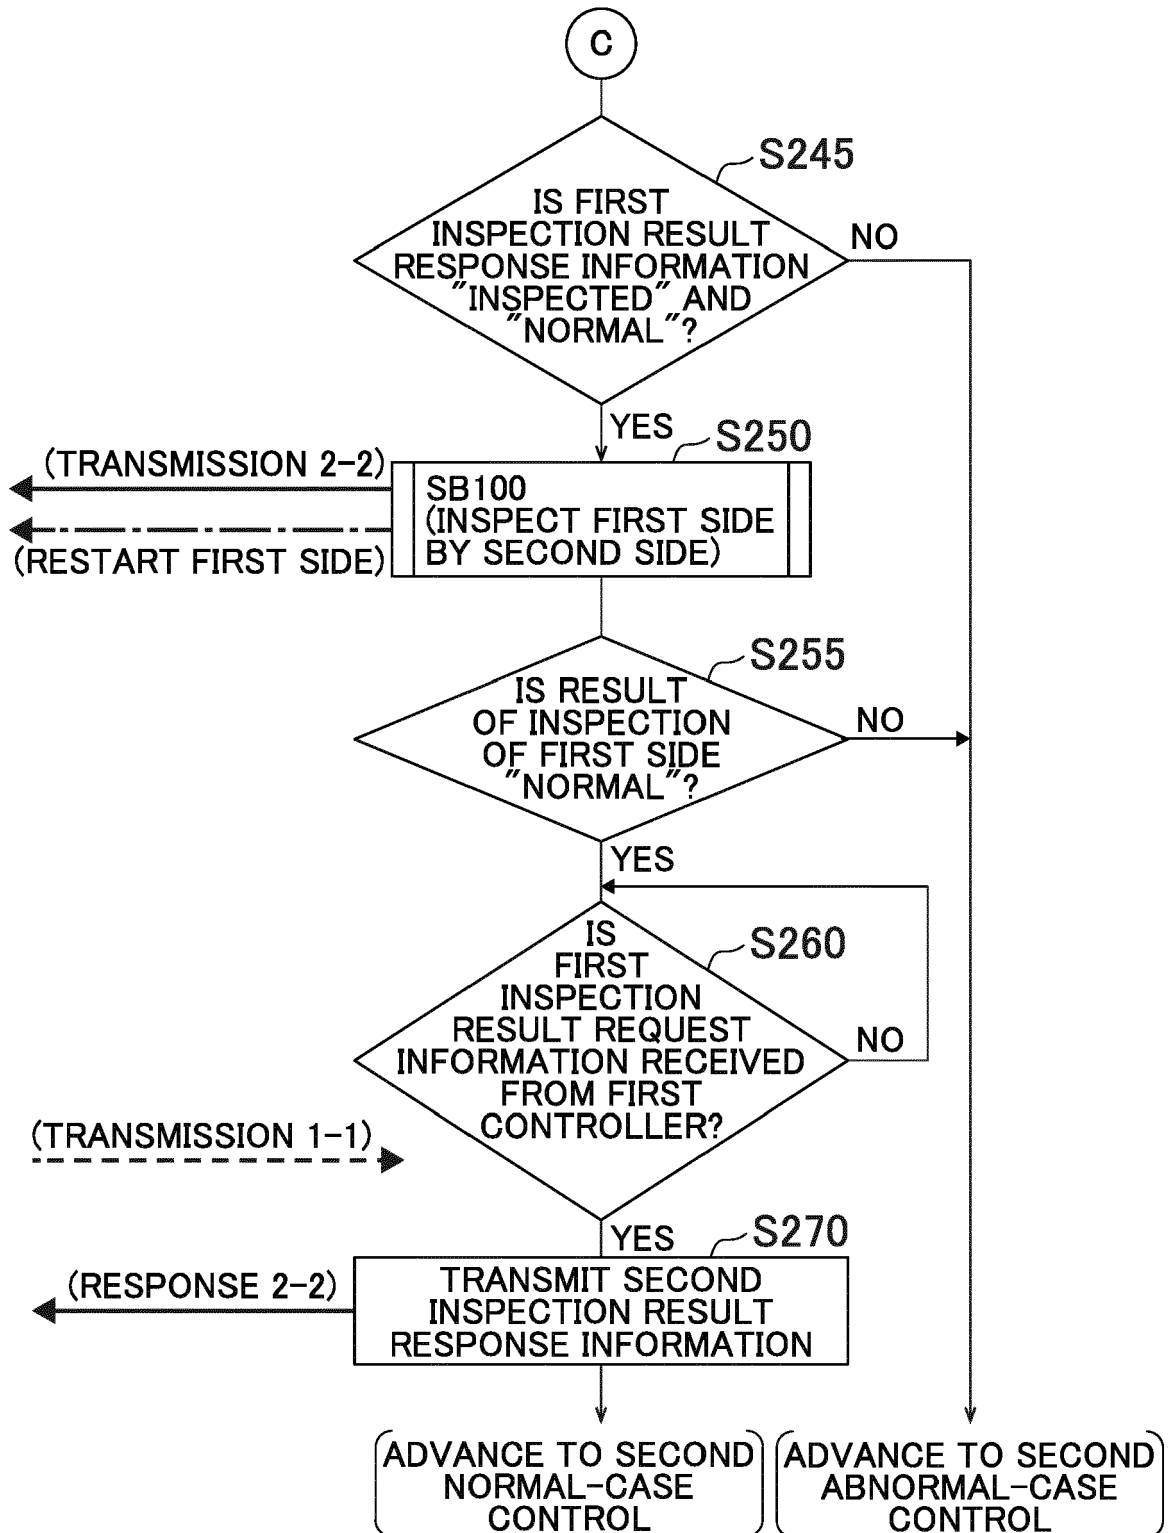 C
S245
IS FIRST
INSPECTION RESULT
RESPONSE INFORMATION
"INSPECTED" AND
"NORMAL"?
NO
YES
S250
(TRANSMISSION 2-2)
SB100
(INSPECT FIRST SIDE
BY SECOND SIDE)
(RESTART FIRST SIDE)
S255
IS RESULT
OF INSPECTION
OF FIRST SIDE
"NORMAL"?
NO
YES
S260
IS
FIRST
INSPECTION
RESULT REQUEST
INFORMATION RECEIVED
FROM FIRST
CONTROLLER?
NO
(TRANSMISSION 1-1)
YES
S270
(RESPONSE 2-2)
TRANSMIT SECOND
INSPECTION RESULT
RESPONSE INFORMATION
ADVANCE TO SECOND
NORMAL-CASE
CONTROL
ADVANCE TO SECOND
ABNORMAL-CASE
CONTROL